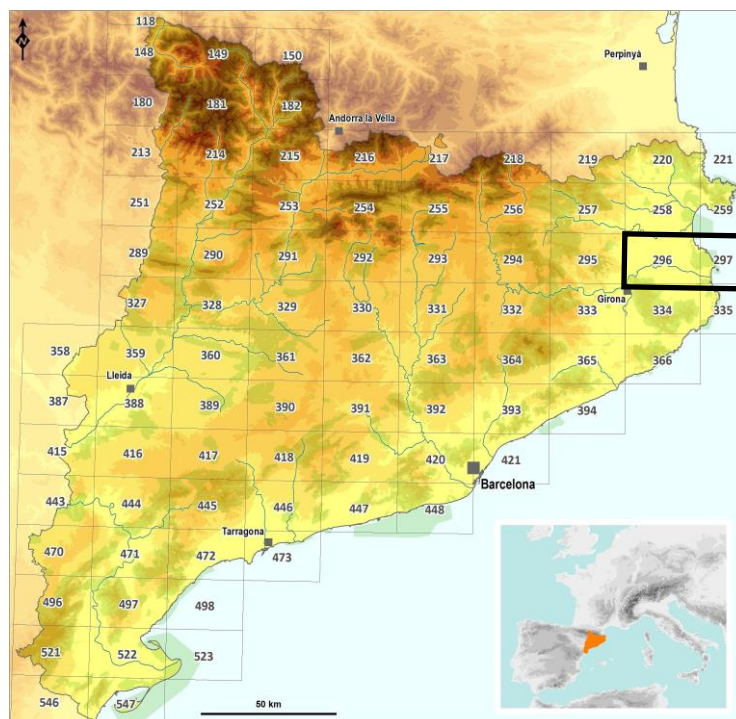 118
148 149 150
Perpinyà
180 181 182
Andorra la Vella
213 214 215 216 217 218 219 220 221
251 252 253 254 255 256 257 258 259
289 290 291 292 293 294 295 296 297
Girona
327 328 329 330 331 332 333 334 335
358 359 360 361 362 363 364 365 366
Lleida
387 388 389 390 391 392 393 394
415 416 417 418 419 420 421
Barcelona
443 444 445 446 447 448
Tarragona
470 471 472 473
496 497 498
521 522 523
546 547
50 km
N